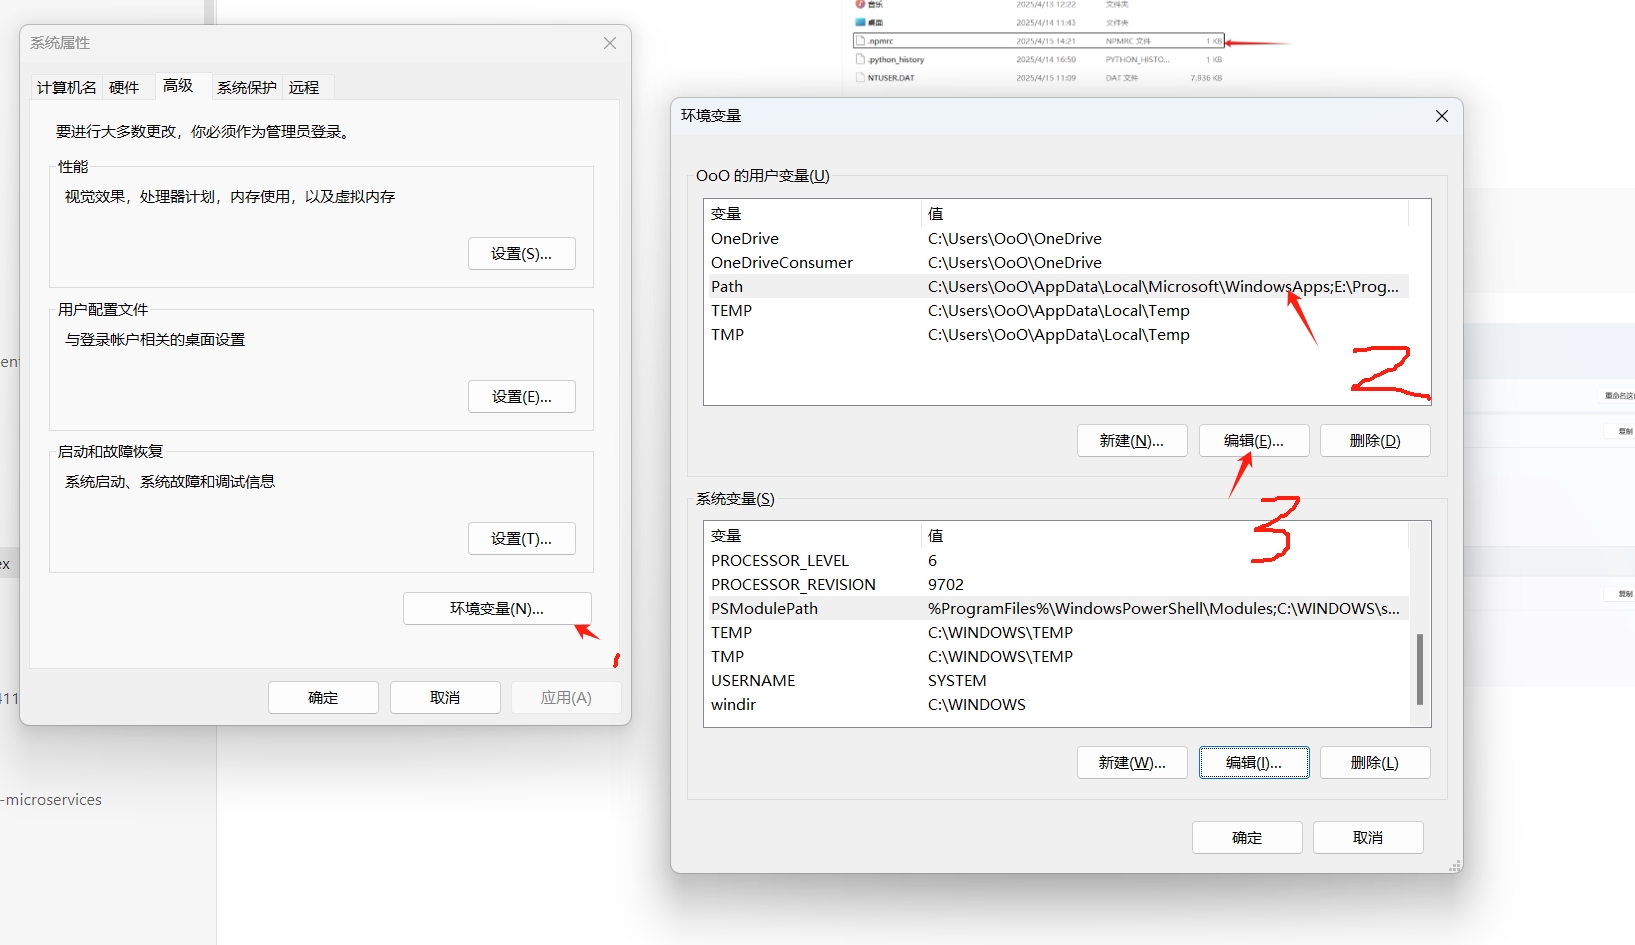 音乐 2025/4/13 12:22 文件夹
桌面 2025/4/14 11:43 文件夹
.npmrc 2025/4/15 14:21 NPMRC 文件 1 KB
.python_history 2025/4/14 16:50 PYTHON_HISTO... 1 KB
NTUSER.DAT 2025/4/15 11:09 DAT 文件 7,936 KB
系统属性
计算机名 硬件 高级 系统保护 远程
要进行大多数更改，你必须作为管理员登录。
性能
视觉效果，处理器计划，内存使用，以及虚拟内存
设置(S)...
用户配置文件
与登录帐户相关的桌面设置
设置(E)...
启动和故障恢复
系统启动、系统故障和调试信息
设置(T)...
环境变量(N)...
1
确定 取消 应用(A)
环境变量
OoO 的用户变量(U)
变量 值
OneDrive C:\Users\OoO\OneDrive
OneDriveConsumer C:\Users\OoO\OneDrive
Path C:\Users\OoO\AppData\Local\Microsoft\WindowsApps;E:\Prog...
TEMP C:\Users\OoO\AppData\Local\Temp
TMP C:\Users\OoO\AppData\Local\Temp
2
新建(N)... 编辑(E)... 删除(D)
3
系统变量(S)
变量 值
PROCESSOR_LEVEL 6
PROCESSOR_REVISION 9702
PSModulePath %ProgramFiles%\WindowsPowerShell\Modules;C:\WINDOWS\s...
TEMP C:\WINDOWS\TEMP
TMP C:\WINDOWS\TEMP
USERNAME SYSTEM
windir C:\WINDOWS
新建(W)... 编辑(I)... 删除(L)
确定 取消
ent
ex
411
-microservices
重命名这
复制
复制